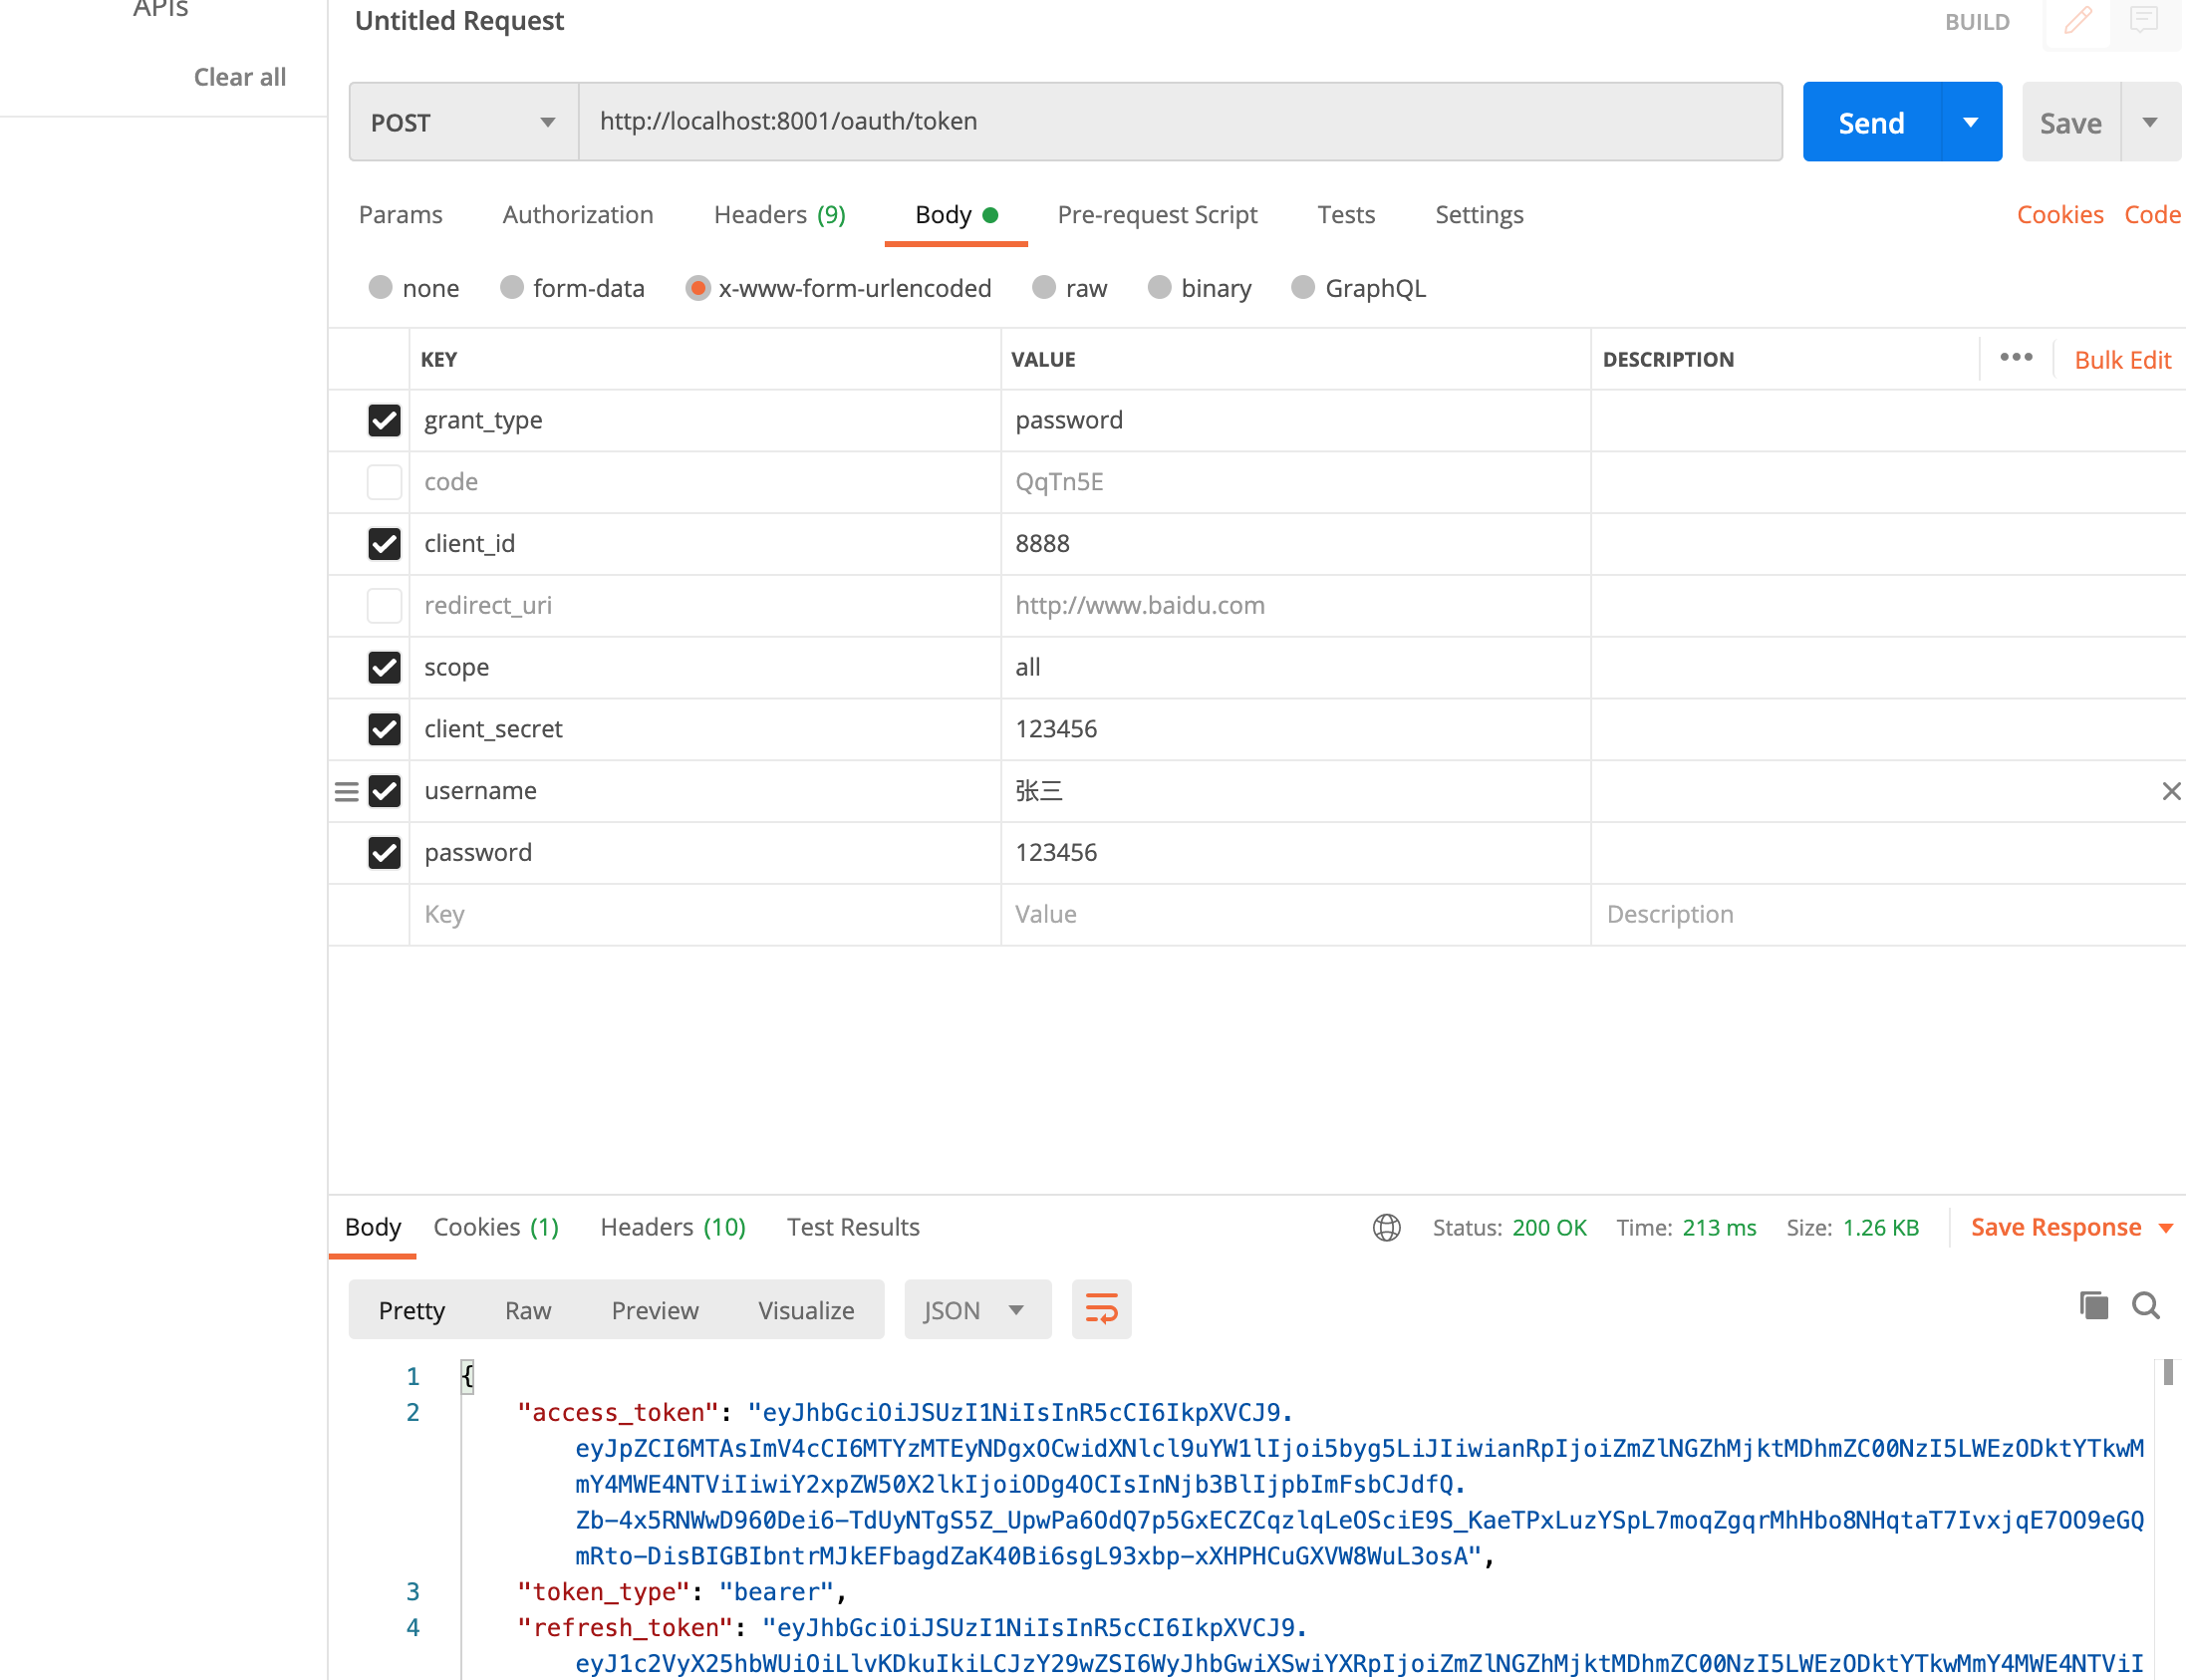 APIs
Untitled Request
BUILD
Clear all
POST
http://localhost:8001/oauth/token
Send
Save
Params Authorization Headers (9) Body Pre-request Script Tests Settings Cookies Code
none form-data x-www-form-urlencoded raw binary GraphQL
KEY VALUE DESCRIPTION ••• Bulk Edit
grant_type password
code QqTn5E
client_id 8888
redirect_uri http://www.baidu.com
scope all
client_secret 123456
username 张三
password 123456
Key Value Description
Body Cookies (1) Headers (10) Test Results Status: 200 OK Time: 213 ms Size: 1.26 KB Save Response
Pretty Raw Preview Visualize JSON
1 {
2 "access_token": "eyJhbGciOiJSUzI1NiIsInR5cCI6IkpXVCJ9.
eyJpZCI6MTAsImV4cCI6MTYzMTEyNDgxOCwidXNlcl9uYW1lIjoi5byg5LiJIiwianRpIjoiZmZlNGZhMjktMDhmZC00NzI5LWEzODktYTkwM
mY4MWE4NTViIiwiY2xpZW50X2lkIjoiODg4OCIsInNjb3BlIjpbImFsbCJdfQ.
Zb-4x5RNWwD960Dei6-TdUyNTgS5Z_UpwPa6OdQ7p5GxECZCqzlqLeOSciE9S_KaeTPxLuzYSpL7moqZgqrMhHbo8NHqtaT7IvxjqE7OO9eGQ
mRto-DisBIGBIbntrMJkEFbagdZaK40Bi6sgL93xbp-xXHPHCuGXVW8WuL3osA",
3 "token_type": "bearer",
4 "refresh_token": "eyJhbGciOiJSUzI1NiIsInR5cCI6IkpXVCJ9.
eyJ1c2VyX25hbWUiOiLlvKDkuIkiLCJzY29wZSI6WyJhbGwiXSwiYXRpIjoiZmZlNGZhMjktMDhmZC00NzI5LWEzODktYTkwMmY4MWE4NTViI